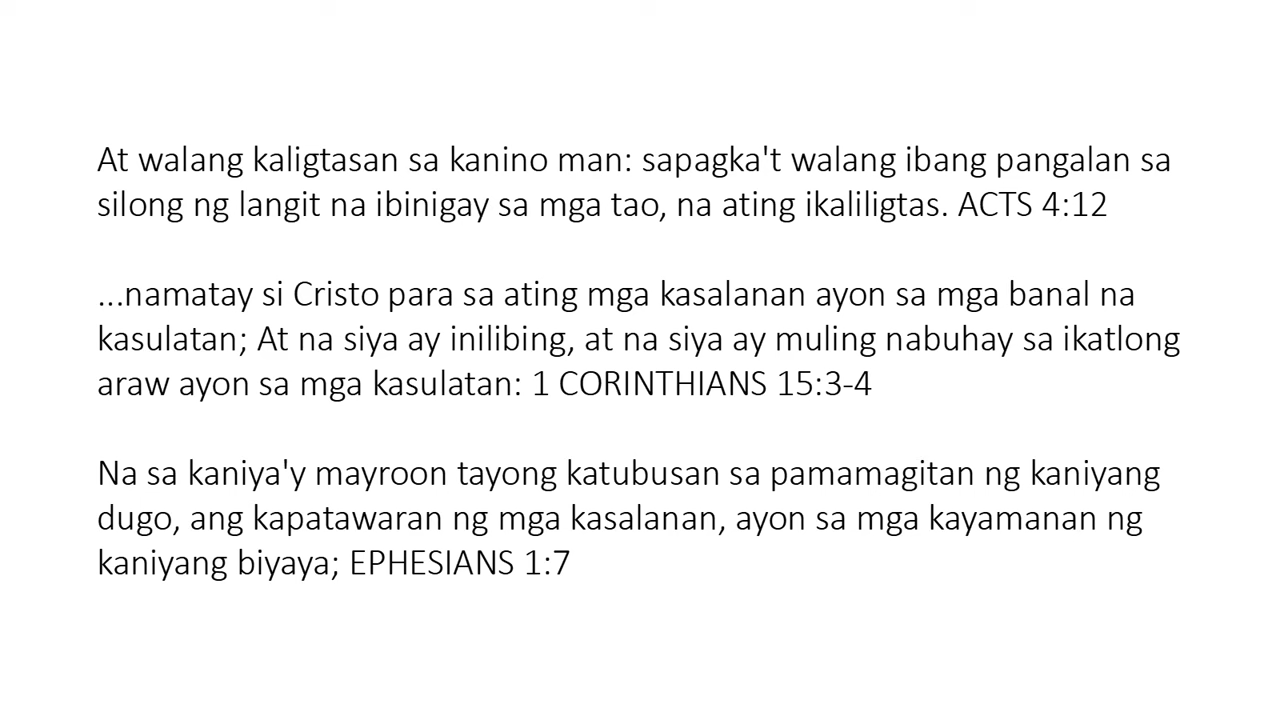 At walang kaligtasan sa kanino man: sapagka't walang ibang pangalan sa
silong ng langit na ibinigay sa mga tao, na ating ikaliligtas. ACTS 4:12
...namatay si Cristo para sa ating mga kasalanan ayon sa mga banal na
kasulatan; At na siya ay inilibing, at na siya ay muling nabuhay sa ikatlong
araw ayon sa mga kasulatan: 1 CORINTHIANS 15:3-4
Na sa kaniya'y mayroon tayong katubusan sa pamamagitan ng kaniyang
dugo, ang kapatawaran ng mga kasalanan, ayon sa mga kayamanan ng
kaniyang biyaya; EPHESIANS 1:7